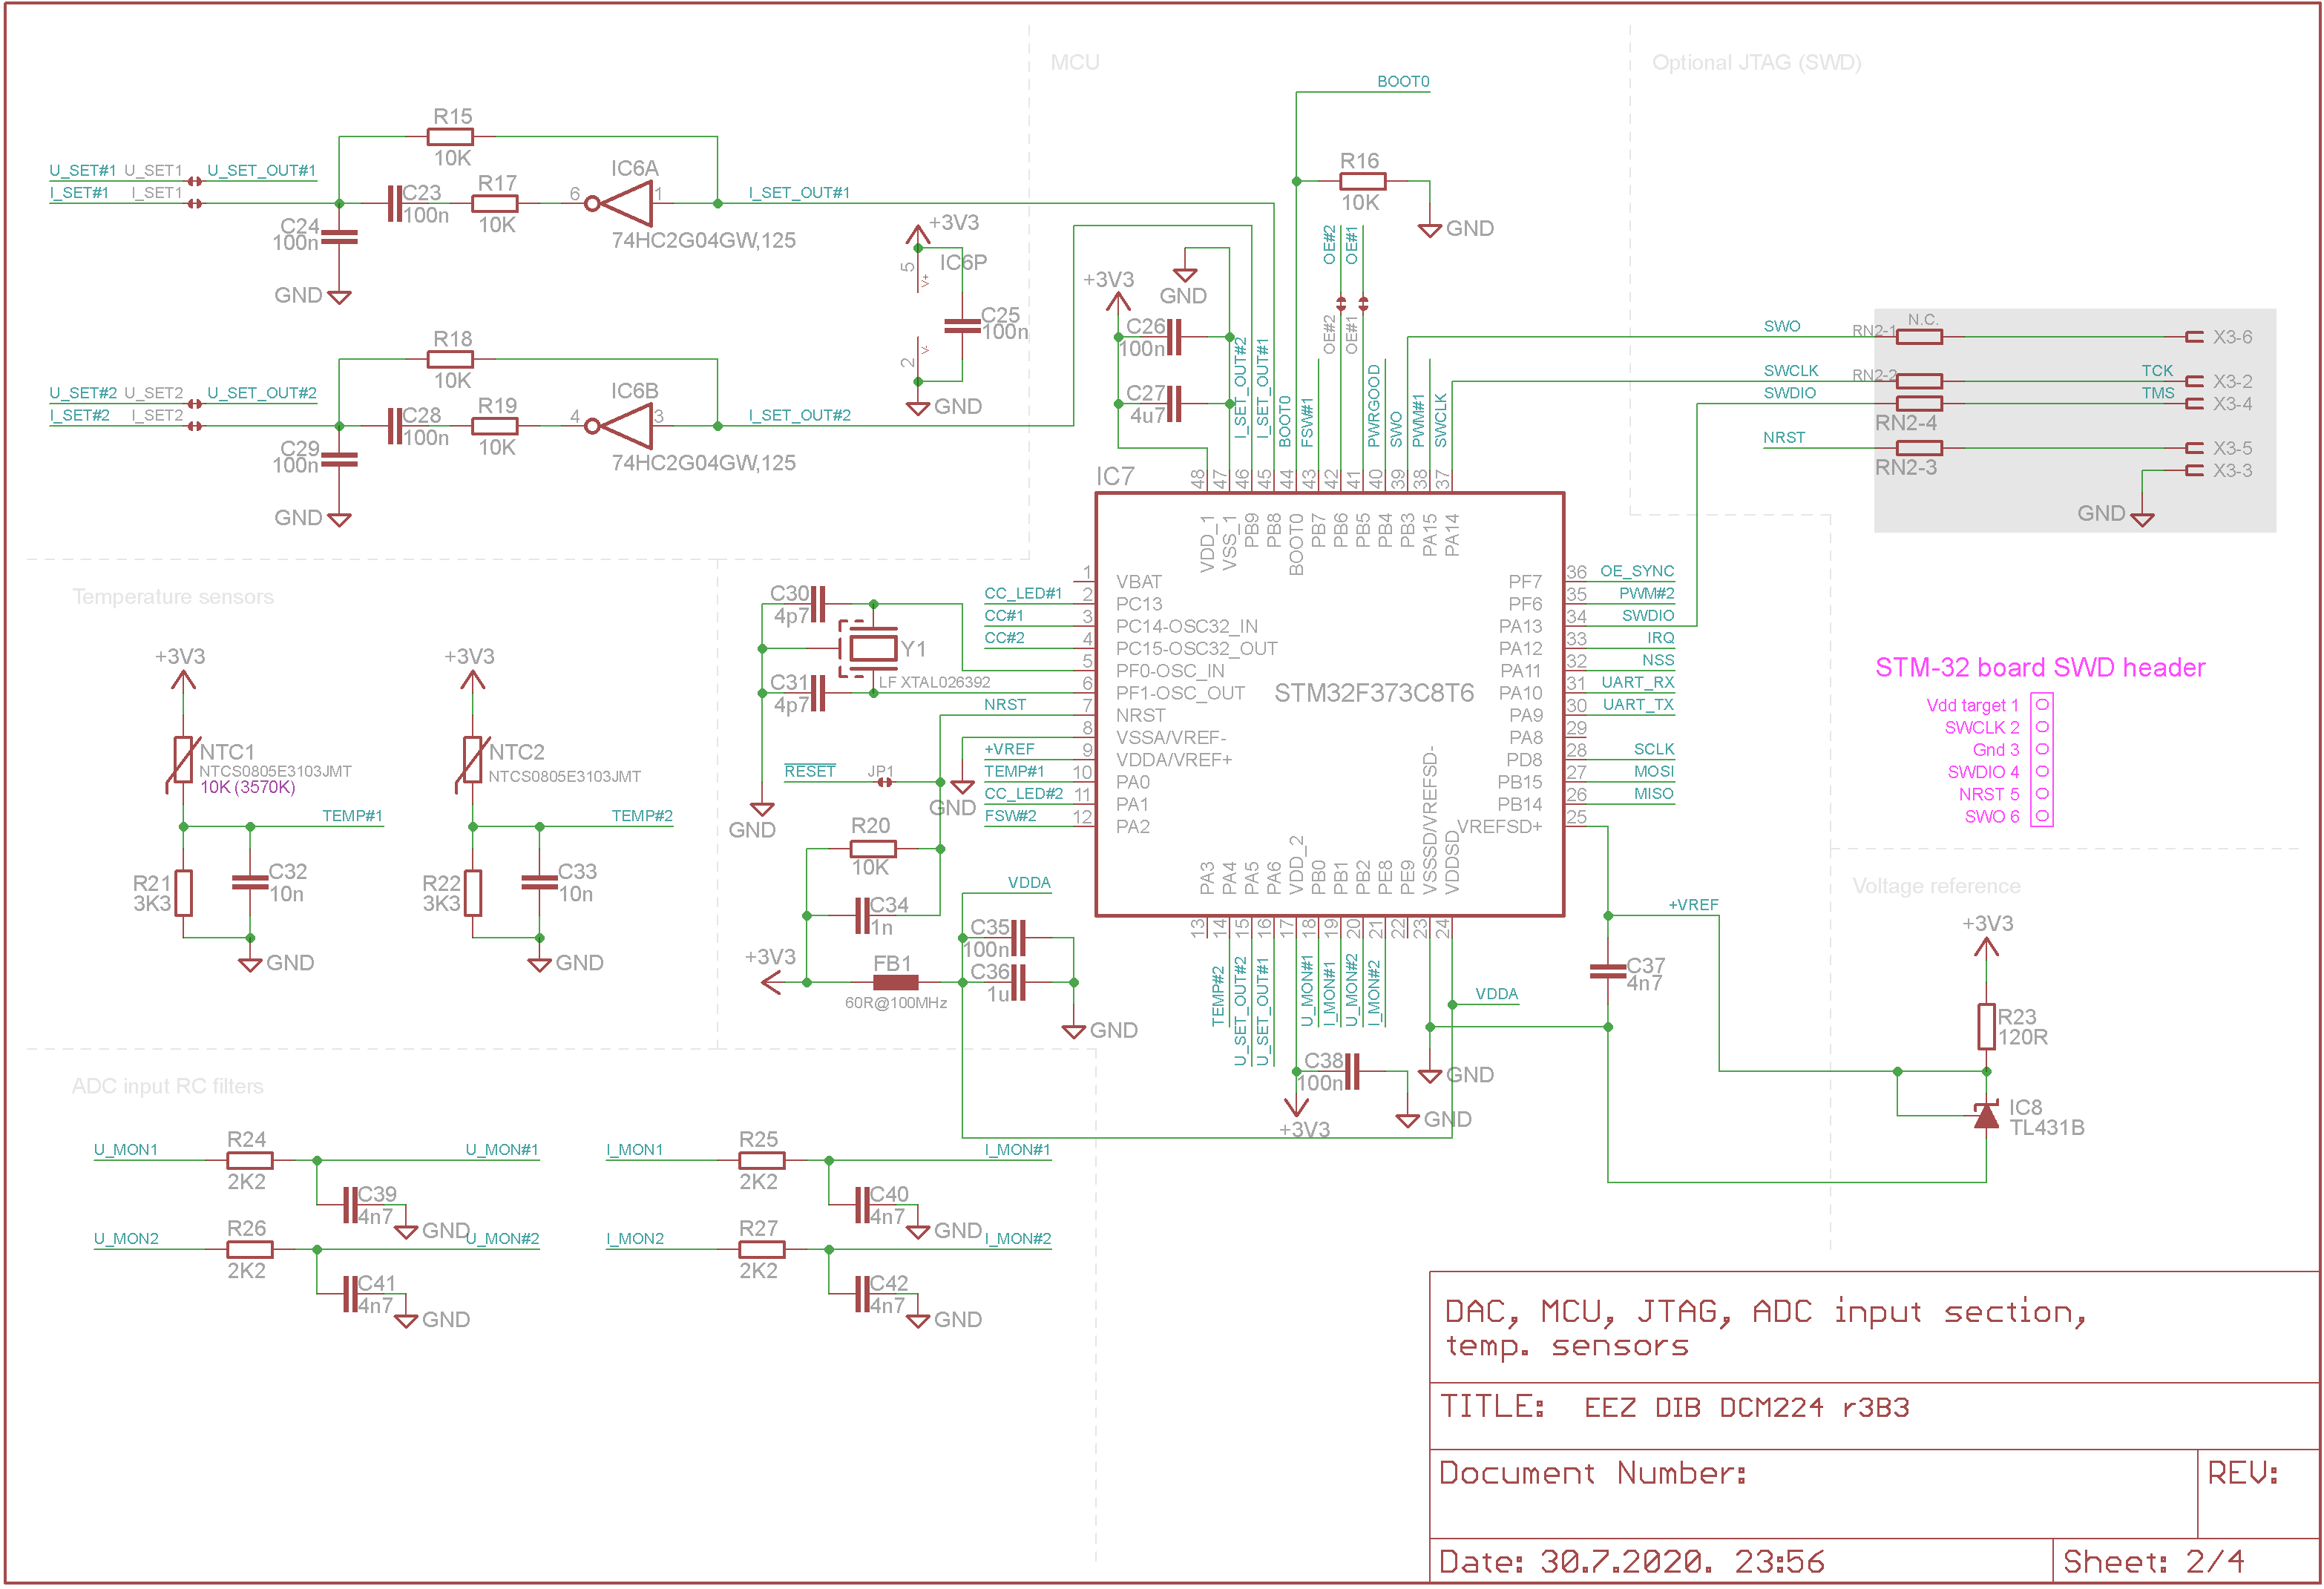 MCU
Optional JTAG (SWD)
BOOT0
R15
10K
U_SET#1 U_SET1 U_SET_OUT#1
I_SET#1 I_SET1
C23
100n
R17
10K
IC6A
6
1
74HC2G04GW,125
I_SET_OUT#1
C24
100n
GND
+3V3
IC6P
5
V+
C25
100n
2
V-
GND
R18
10K
U_SET#2 U_SET2 U_SET_OUT#2
I_SET#2 I_SET2
C28
100n
R19
10K
IC6B
4
3
74HC2G04GW,125
I_SET_OUT#2
C29
100n
GND
R16
10K
GND
OE#2
OE#1
OE#2
OE#1
GND
+3V3
C26
100n
C27
4u7
I_SET_OUT#2
I_SET_OUT#1
BOOT0
FSW#1
PWRGOOD
SWO
PWM#1
SWCLK
SWO
RN2-1
N.C.
X3-6
SWCLK
RN2-2
TCK
X3-2
SWDIO
TMS
X3-4
RN2-4
NRST
X3-5
RN2-3
X3-3
GND
IC7
48
47
46
45
44
43
42
41
40
39
38
37
VDD_1
VSS_1
PB9
PB8
BOOT0
PB7
PB6
PB5
PB4
PB3
PA15
PA14
1 VBAT
CC_LED#1 2 PC13
CC#1 3 PC14-OSC32_IN
CC#2 4 PC15-OSC32_OUT
5 PF0-OSC_IN
6 PF1-OSC_OUT
NRST 7 NRST
8 VSSA/VREF-
+VREF 9 VDDA/VREF+
TEMP#1 10 PA0
CC_LED#2 11 PA1
FSW#2 12 PA2
STM32F373C8T6
PF7 36 OE_SYNC
PF6 35 PWM#2
PA13 34 SWDIO
PA12 33 IRQ
PA11 32 NSS
PA10 31 UART_RX
PA9 30 UART_TX
PA8 29
PD8 28 SCLK
PB15 27 MOSI
PB14 26 MISO
VREFSD+ 25
PA3
PA4
PA5
PA6
VDD_2
PB0
PB1
PB2
PE8
PE9
VSSSD/VREFSD-
VDDSD
13
14
15
16
17
18
19
20
21
22
23
24
TEMP#2
U_SET_OUT#2
U_SET_OUT#1
U_MON#1
I_MON#1
U_MON#2
I_MON#2
C30
4p7
Y1
LF XTAL026392
C31
4p7
GND
RESET
JP1
GND
R20
10K
C34
1n
VDDA
C35
100n
C36
1u
+3V3
FB1
60R@100MHz
GND
C38
100n
+3V3
GND
GND
VDDA
C37
4n7
+VREF
Temperature sensors
+3V3
NTC1
NTCS0805E3103JMT
10K (3570K)
TEMP#1
R21
3K3
C32
10n
GND
+3V3
NTC2
NTCS0805E3103JMT
TEMP#2
R22
3K3
C33
10n
GND
STM-32 board SWD header
Vdd target 1
SWCLK 2
Gnd 3
SWDIO 4
NRST 5
SWO 6
Voltage reference
+3V3
R23
120R
IC8
TL431B
ADC input RC filters
U_MON1
R24
2K2
U_MON#1
C39
4n7
GND
I_MON1
R25
2K2
I_MON#1
C40
4n7
GND
U_MON2
R26
2K2
U_MON#2
C41
4n7
GND
I_MON2
R27
2K2
I_MON#2
C42
4n7
GND
DAC, MCU, JTAG, ADC input section,
temp. sensors
TITLE: EEZ DIB DCM224 r3B3
Document Number:
REV:
Date: 30.7.2020. 23:56
Sheet: 2/4